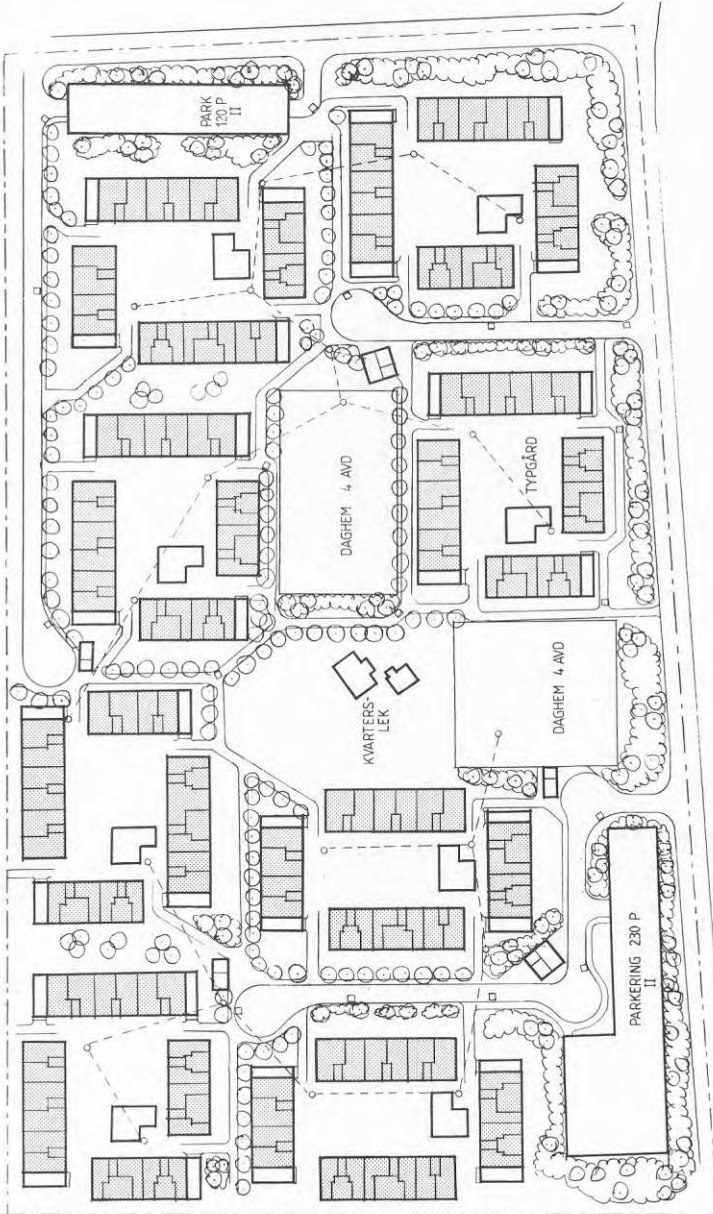 PARK
120 P
II
TYPGÅRD
DAGHEM 4 AVD
KVARTERS-
LEK
DAGHEM 4 AVD
PARKERING 230 P
II